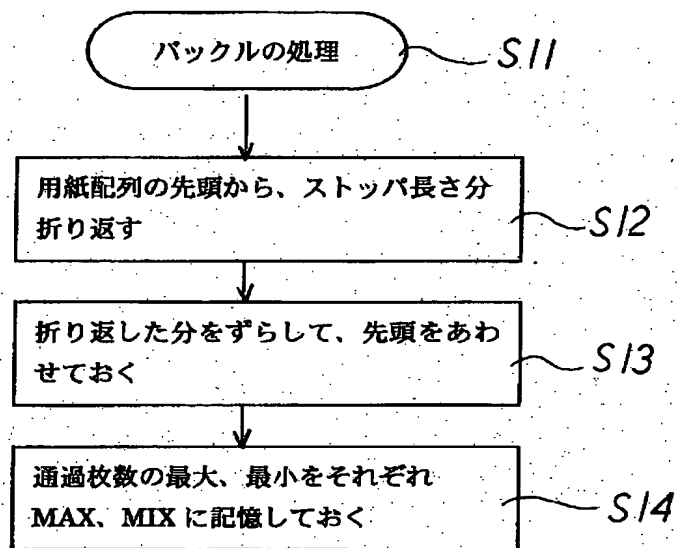 バックルの処理
S11
用紙配列の先頭から、ストッパ長さ分
折り返す
S12
折り返した分をずらして、先頭をあわ
せておく
S13
通過枚数の最大、最小をそれぞれ
MAX、MIX に記憶しておく
S14